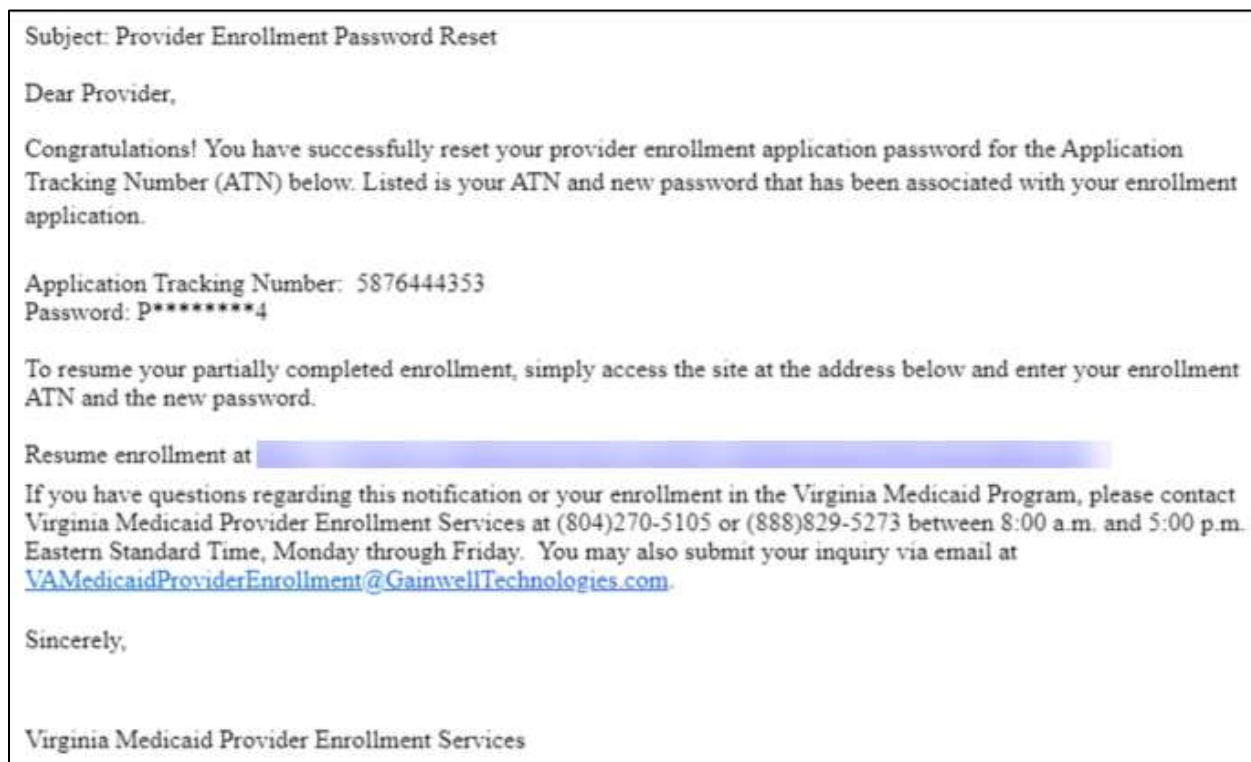 Subject: Provider Enrollment Password Reset
Dear Provider,
Congratulations! You have successfully reset your provider enrollment application password for the Application
Tracking Number (ATN) below. Listed is your ATN and new password that has been associated with your enrollment
application.
Application Tracking Number:  5876444353
Password: P********4
To resume your partially completed enrollment, simply access the site at the address below and enter your enrollment
ATN and the new password.
Resume enrollment at
If you have questions regarding this notification or your enrollment in the Virginia Medicaid Program, please contact
Virginia Medicaid Provider Enrollment Services at (804)270-5105 or (888)829-5273 between 8:00 a.m. and 5:00 p.m.
Eastern Standard Time, Monday through Friday.  You may also submit your inquiry via email at
VAMedicaidProviderEnrollment@GainwellTechnologies.com.
Sincerely,
Virginia Medicaid Provider Enrollment Services